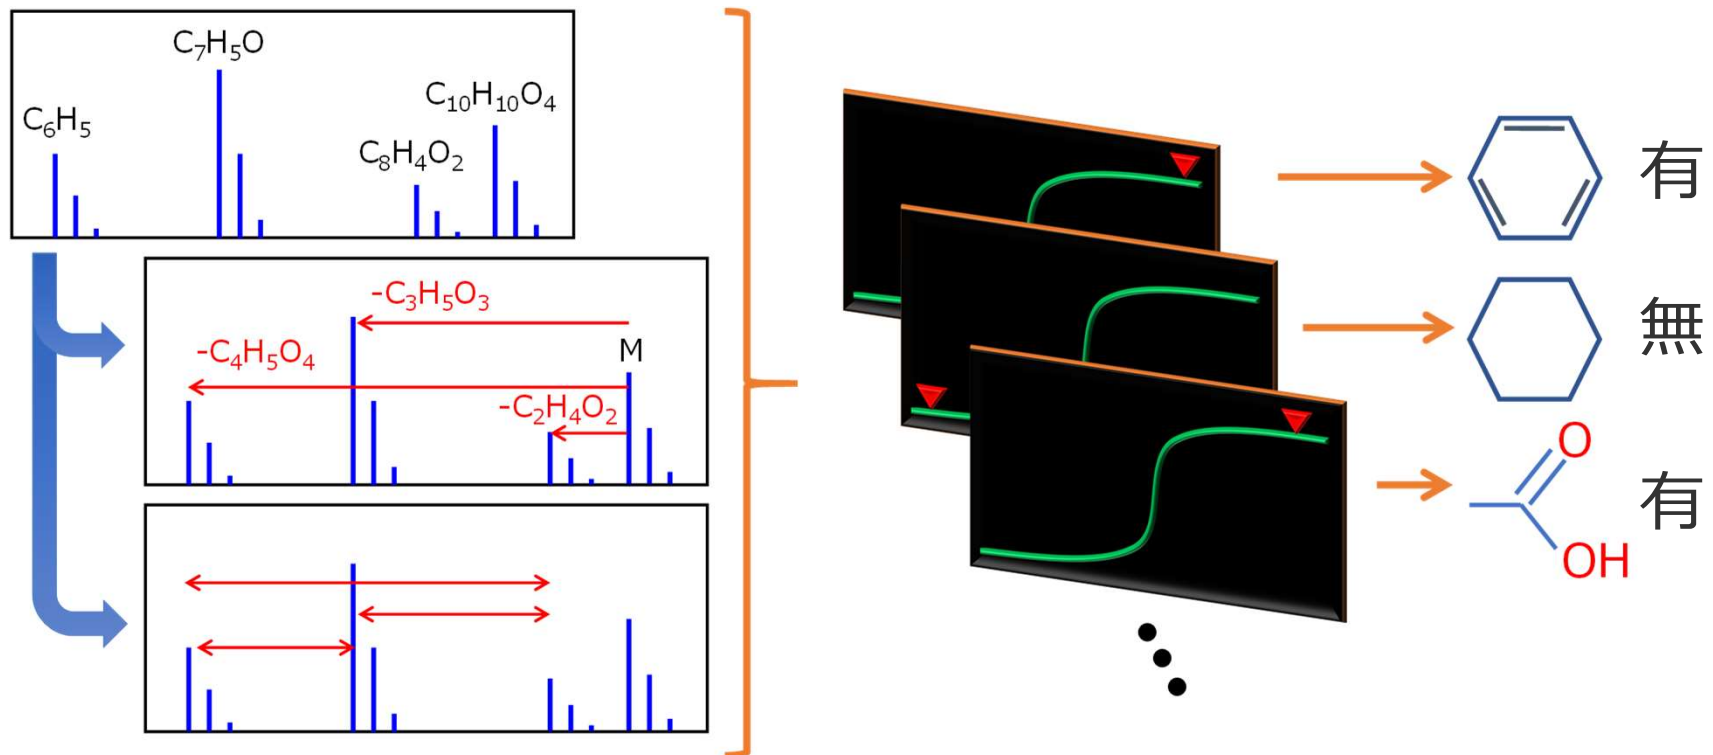 C₇H₅O
C₁₀H₁₀O₄
C₆H₅
C₈H₄O₂
-C₃H₅O₃
-C₄H₅O₄
M
-C₂H₄O₂
有
無
O
有
OH